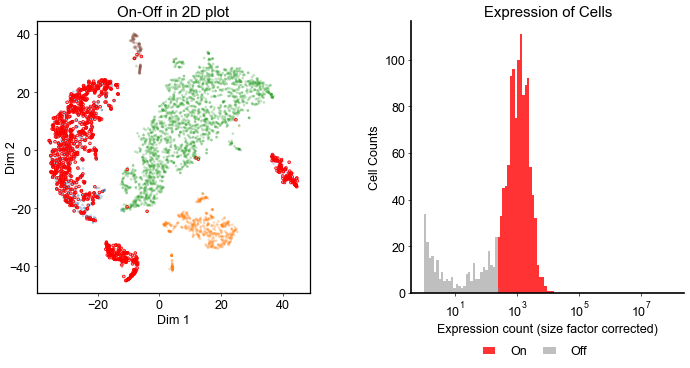 On-Off in 2D plot
40
20
0
−20
−40
Dim 2
−20 0 20 40
Dim 1
Expression of Cells
100
80
60
40
20
0
Cell Counts
10^1 10^3 10^5 10^7
Expression count (size factor corrected)
On Off